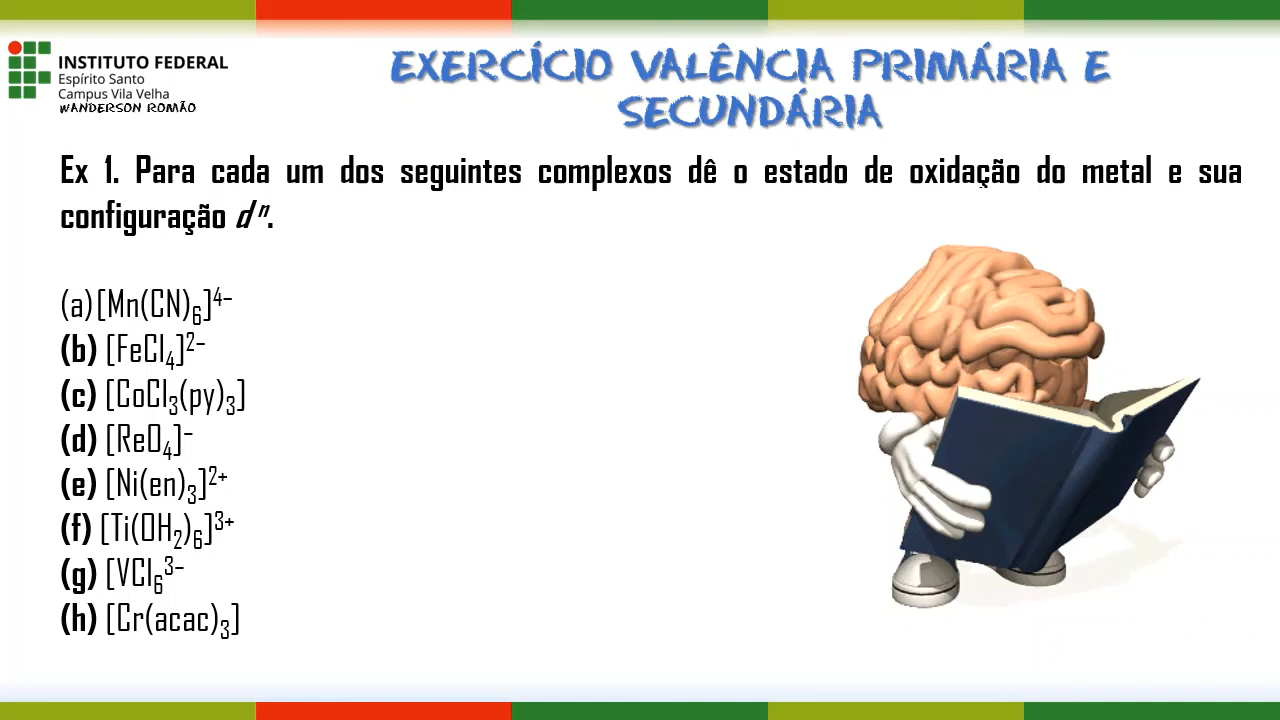 INSTITUTO FEDERAL
Espírito Santo
Campus Vila Velha
WANDERSON ROMÃO
EXERCÍCIO VALÊNCIA PRIMÁRIA E
SECUNDÁRIA
Ex 1. Para cada um dos seguintes complexos dê o estado de oxidação do metal e sua
configuração dⁿ.
(a) [Mn(CN)₆]⁴⁻
(b) [FeCl₄]²⁻
(c) [CoCl₃(py)₃]
(d) [ReO₄]⁻
(e) [Ni(en)₃]²⁺
(f) [Ti(OH₂)₆]³⁺
(g) [VCl₆³⁻
(h) [Cr(acac)₃]